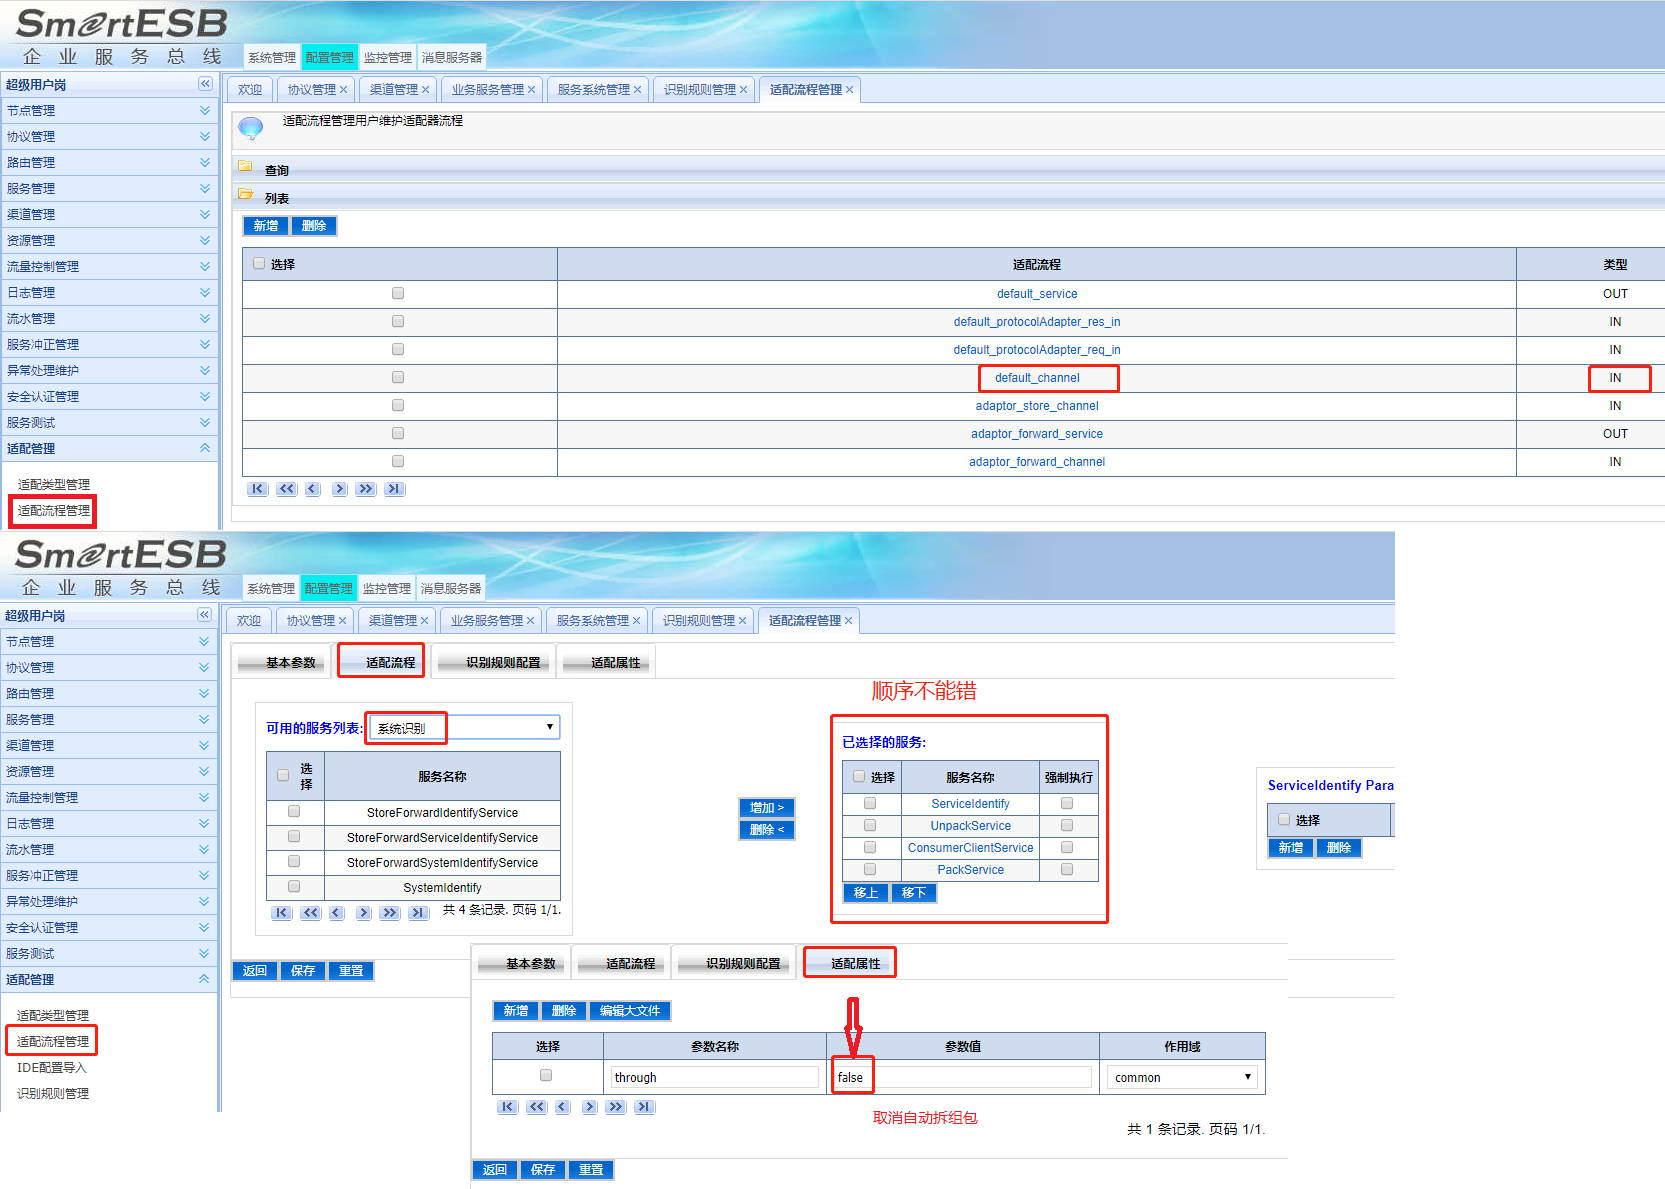 SmartESB
企业服务总线
系统管理 配置管理 监控管理 消息服务器
超级用户岗
欢迎 协议管理 渠道管理 业务服务管理 服务系统管理 识别规则管理 适配流程管理
节点管理
协议管理
路由管理
服务管理
渠道管理
资源管理
流量控制管理
日志管理
流水管理
服务冲正管理
异常处理维护
安全认证管理
服务测试
适配管理
适配类型管理
适配流程管理
适配流程管理用户维护适配器流程
查询
列表
新增 删除
选择 适配流程 类型
default_service OUT
default_protocolAdapter_res_in IN
default_protocolAdapter_req_in IN
default_channel IN
adaptor_store_channel IN
adaptor_forward_service OUT
adaptor_forward_channel IN
SmartESB
企业服务总线
系统管理 配置管理 监控管理 消息服务器
超级用户岗
欢迎 协议管理 渠道管理 业务服务管理 服务系统管理 识别规则管理 适配流程管理
节点管理
协议管理
路由管理
服务管理
渠道管理
资源管理
流量控制管理
日志管理
流水管理
服务冲正管理
异常处理维护
安全认证管理
服务测试
适配管理
适配类型管理
适配流程管理
IDE配置导入
识别规则管理
基本参数 适配流程 识别规则配置 适配属性
顺序不能错
可用的服务列表: 系统识别
选择 服务名称
StoreForwardIdentifyService
StoreForwardServiceIdentifyService
StoreForwardSystemIdentifyService
SystemIdentify
共 4 条记录. 页码 1/1.
增加 >
删除 <
已选择的服务:
选择 服务名称 强制执行
ServiceIdentify
UnpackService
ConsumerClientService
PackService
移上 移下
ServiceIdentify Para
选择
新增 删除
返回 保存 重置
基本参数 适配流程 识别规则配置 适配属性
新增 删除 编辑大文件
选择 参数名称 参数值 作用域
through false common
取消自动拆组包
共 1 条记录. 页码 1/1.
返回 保存 重置